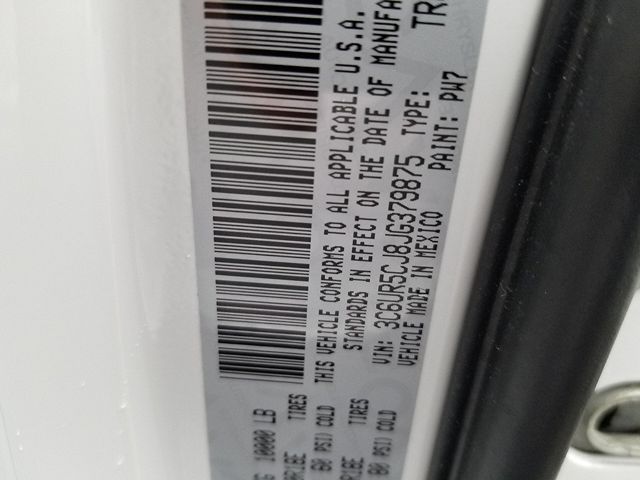 THIS VEHICLE CONFORMS TO ALL APPLICABLE U.S.A.
STANDARDS IN EFFECT ON THE DATE OF MANUFA
VIN: 3C6UR5CJ8JG379875 TYPE: TR
VEHICLE MADE IN MEXICO PAINT: PW7
10000 LB
TIRES
80 PSI) COLD
TIRES
80 PSI) COLD